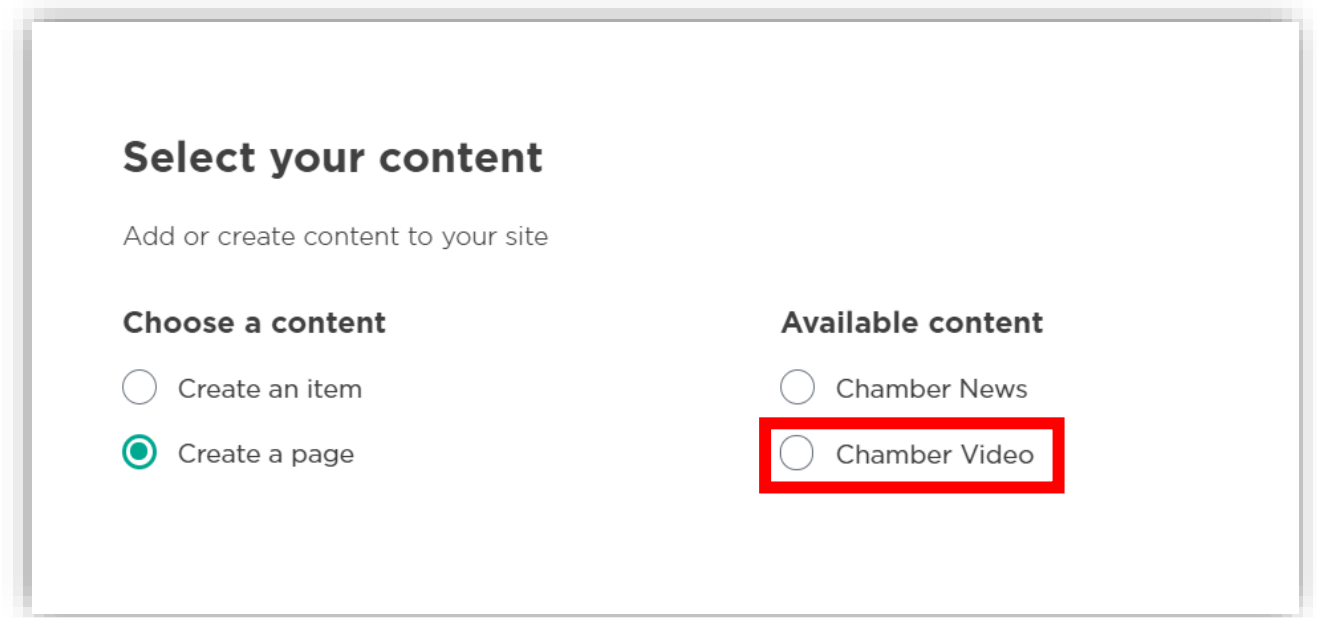 Select your content
Add or create content to your site
Choose a content
Create an item
Create a page
Available content
Chamber News
Chamber Video